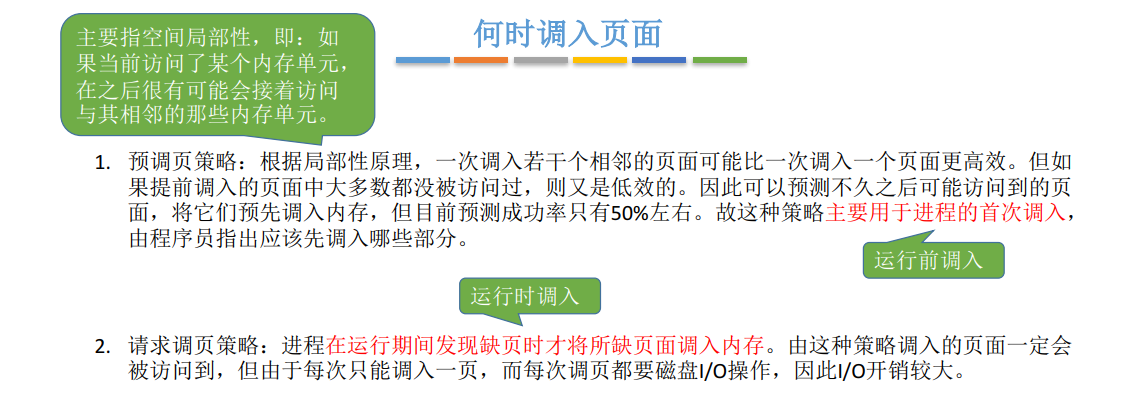 何时调入页面
主要指空间局部性，即：如
果当前访问了某个内存单元，
在之后很有可能会接着访问
与其相邻的那些内存单元。
1. 预调页策略：根据局部性原理，一次调入若干个相邻的页面可能比一次调入一个页面更高效。但如
果提前调入的页面中大多数都没被访问过，则又是低效的。因此可以预测不久之后可能访问到的页
面，将它们预先调入内存，但目前预测成功率只有50%左右。故这种策略主要用于进程的首次调入，
由程序员指出应该先调入哪些部分。
运行前调入
运行时调入
2. 请求调页策略：进程在运行期间发现缺页时才将所缺页面调入内存。由这种策略调入的页面一定会
被访问到，但由于每次只能调入一页，而每次调页都要磁盘I/O操作，因此I/O开销较大。